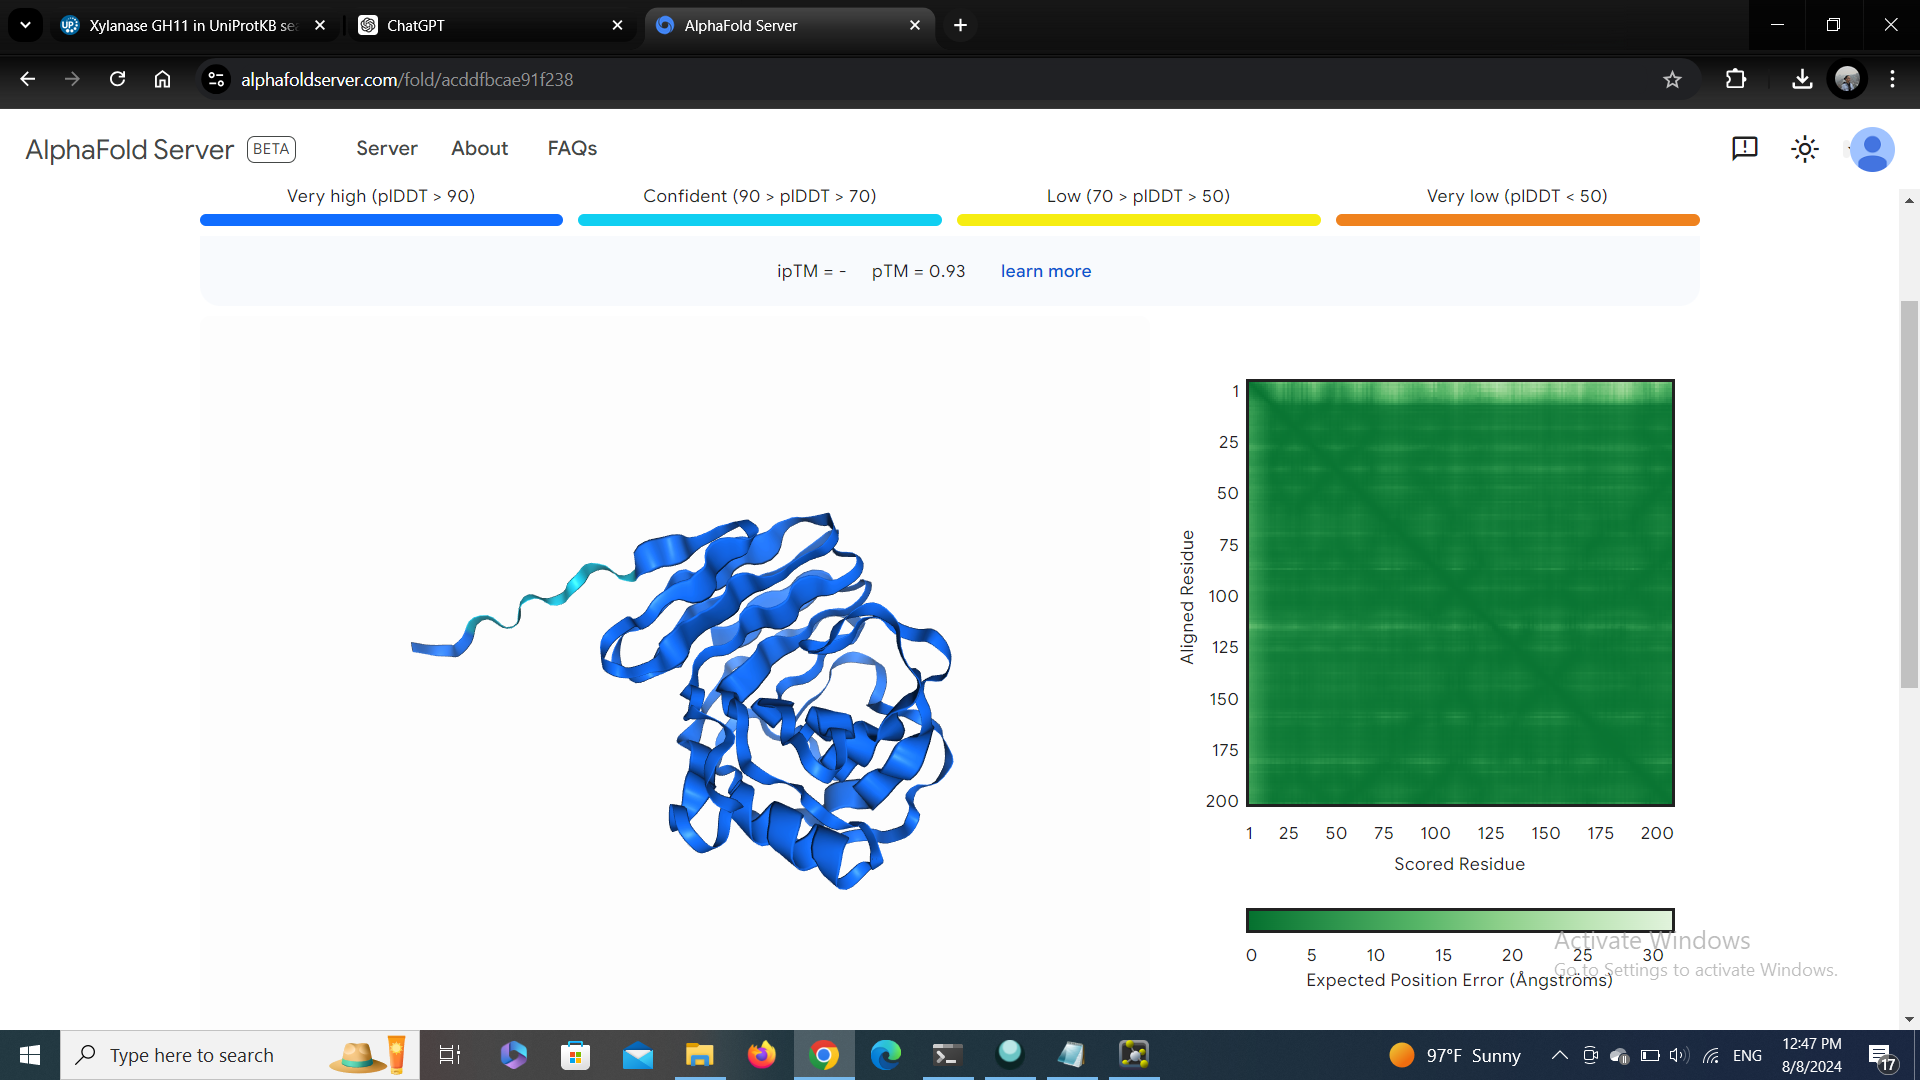 Xylanase GH11 in UniProtKB se
ChatGPT
AlphaFold Server
alphafoldserver.com/fold/acddfbcae91f238
AlphaFold Server BETA Server About FAQs
Very high (plDDT > 90) Confident (90 > plDDT > 70) Low (70 > plDDT > 50) Very low (plDDT < 50)
ipTM = - pTM = 0.93 learn more
1
25
50
75
100
125
150
175
200
Aligned Residue
1 25 50 75 100 125 150 175 200
Scored Residue
0 5 10 15 20 25 30
Expected Position Error (Ångströms)
Activate Windows
Go to Settings to activate Windows.
Type here to search
97°F Sunny
ENG
12:47 PM
8/8/2024
17